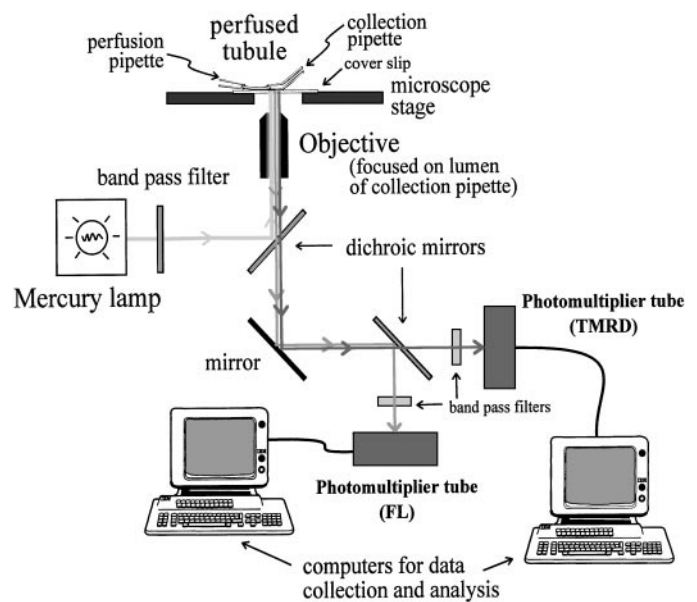 collection
pipette
perfused
tubule
perfusion
pipette
cover slip
microscope
stage
Objective
(focused on lumen
of collection pipette)
band pass filter
Mercury lamp
dichroic mirrors
Photomultiplier tube
(TMRD)
mirror
band pass filters
Photomultiplier tube
(FL)
computers for data
collection and analysis